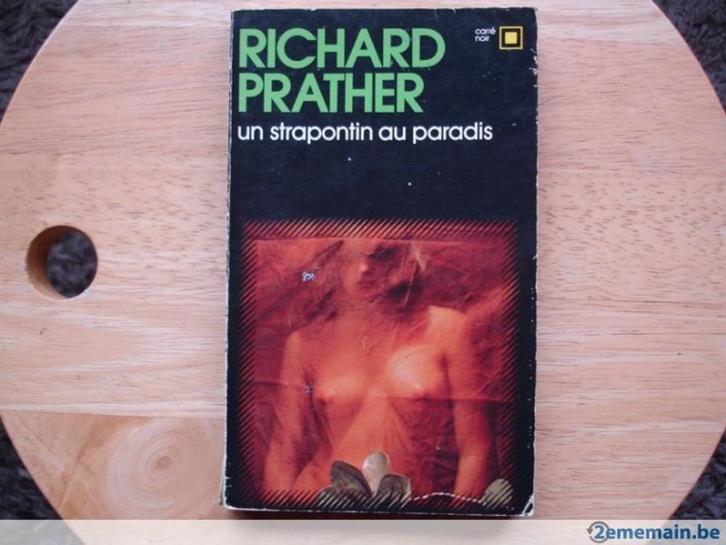 RICHARD
PRATHER
un strapontin au paradis
carré
noir
2ememain.be